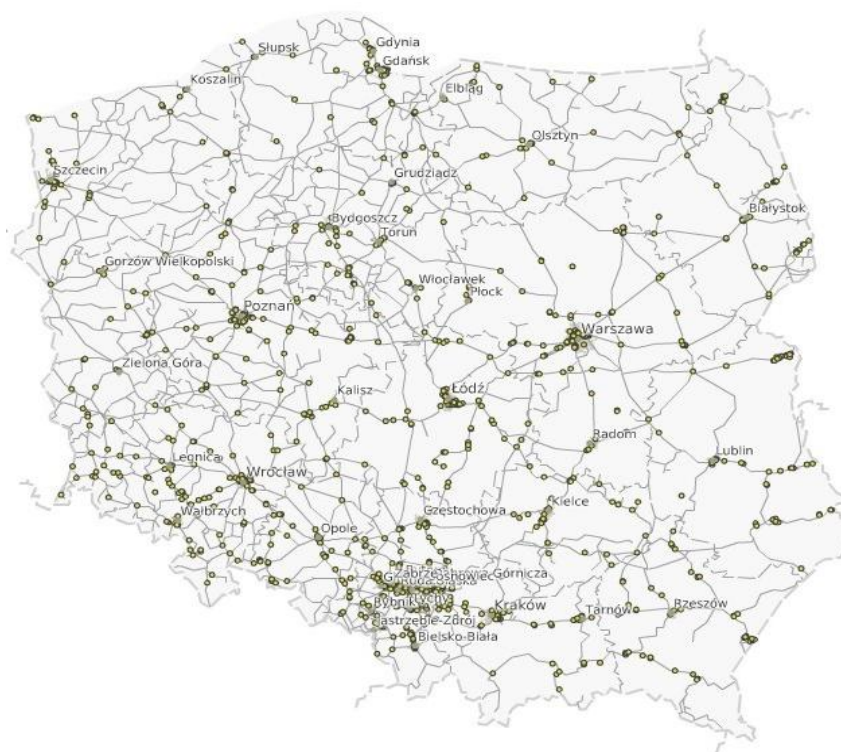 Gdynia
Słupsk
Gdańsk
Koszalin
Elbląg
Olsztyn
Szczecin
Grudziądz
Białystok
Bydgoszcz
Toruń
Gorzów Wielkopolski
Włocławek
Płock
Poznań
Warszawa
Zielona Góra
Kalisz
Łódź
Radom
Lublin
Legnica
Wrocław
Wałbrzych
Częstochowa
Kielce
Opole
Górnicza
Tychy
Rybnik
Kraków
Tarnów
Rzeszów
Jastrzębie-Zdrój
Bielsko-Biała